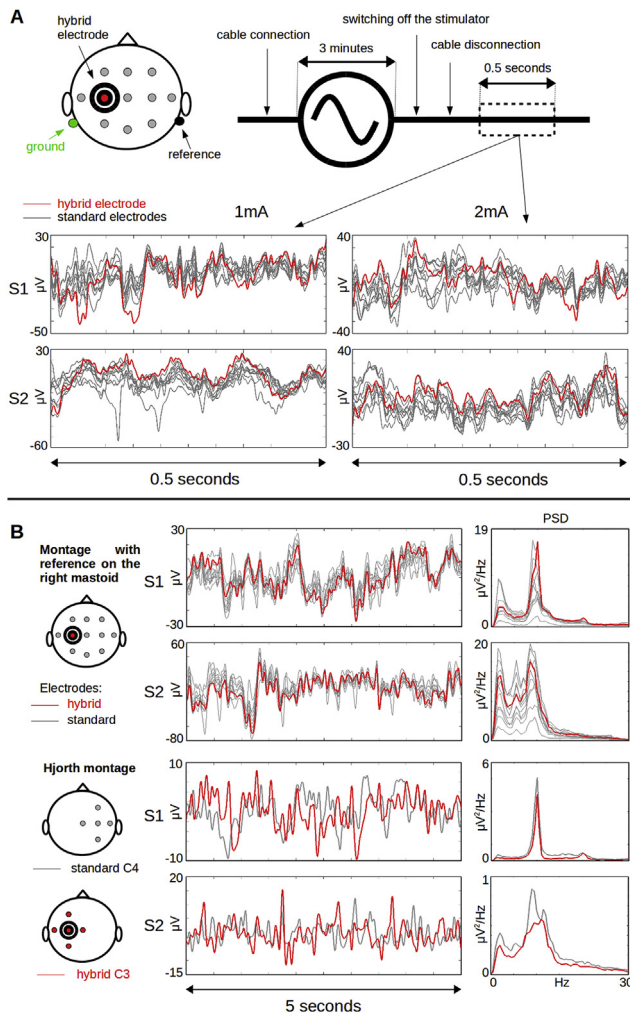 A
hybrid
electrode
ground
reference
cable connection
3 minutes
switching off the stimulator
cable disconnection
0.5 seconds
hybrid electrode
standard electrodes
1mA
2mA
S1
30
μV
-50
40
-40
S2
30
μV
-60
40
-30
0.5 seconds
0.5 seconds
B
Montage with
reference on the
right mastoid
Electrodes:
hybrid
standard
PSD
S1
30
μV
-30
19
μV²/Hz
0
S2
60
μV
-80
20
μV²/Hz
0
Hjorth montage
standard C4
hybrid C3
S1
10
μV
-10
6
μV²/Hz
0
S2
20
μV
-15
1
μV²/Hz
0
0
Hz
30
5 seconds